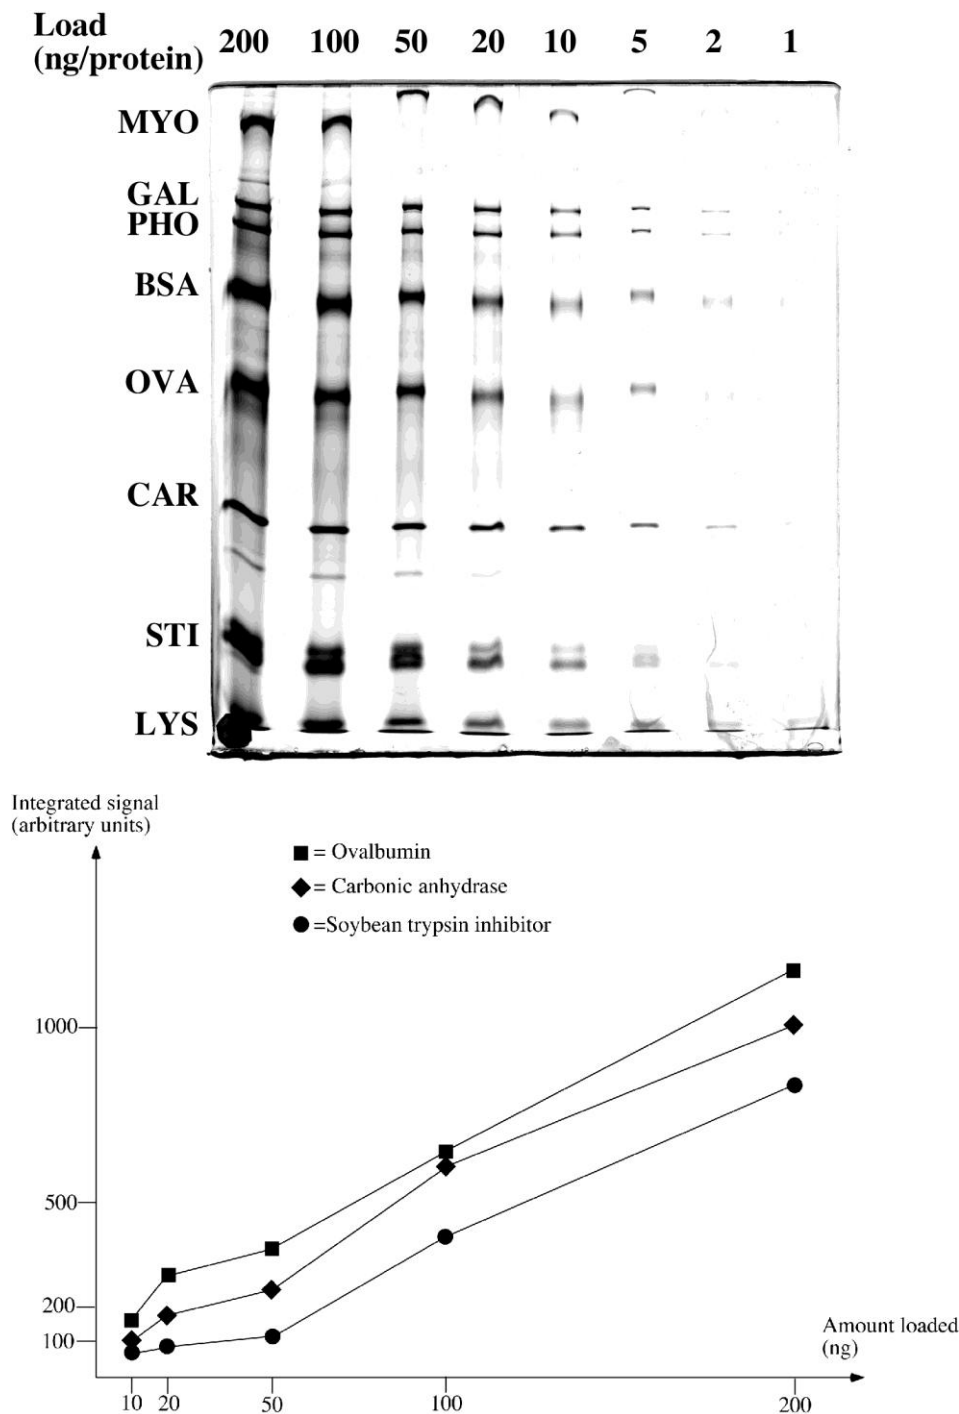 Load
(ng/protein) 200 100 50 20 10 5 2 1
MYO
GAL
PHO
BSA
OVA
CAR
STI
LYS
Integrated signal
(arbitrary units)
■ = Ovalbumin
◆ = Carbonic anhydrase
● =Soybean trypsin inhibitor
1000
500
200
100
Amount loaded
(ng)
10 20 50 100 200